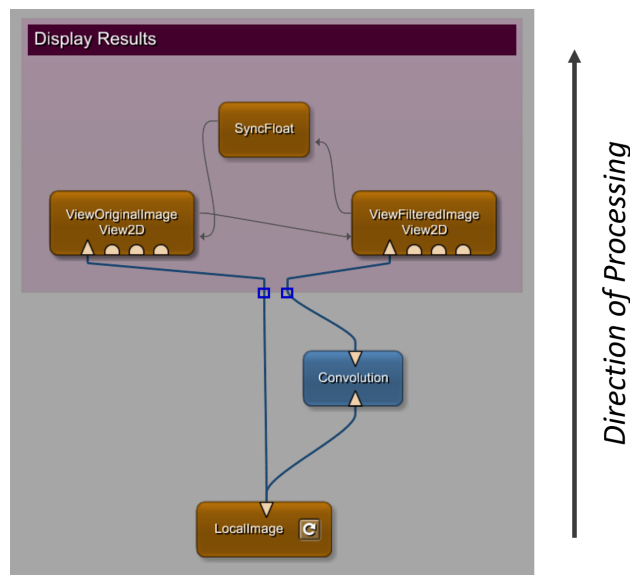 Display Results
SyncFloat
ViewOriginalImage
View2D
ViewFilteredImage
View2D
Convolution
LocalImage
Direction of Processing